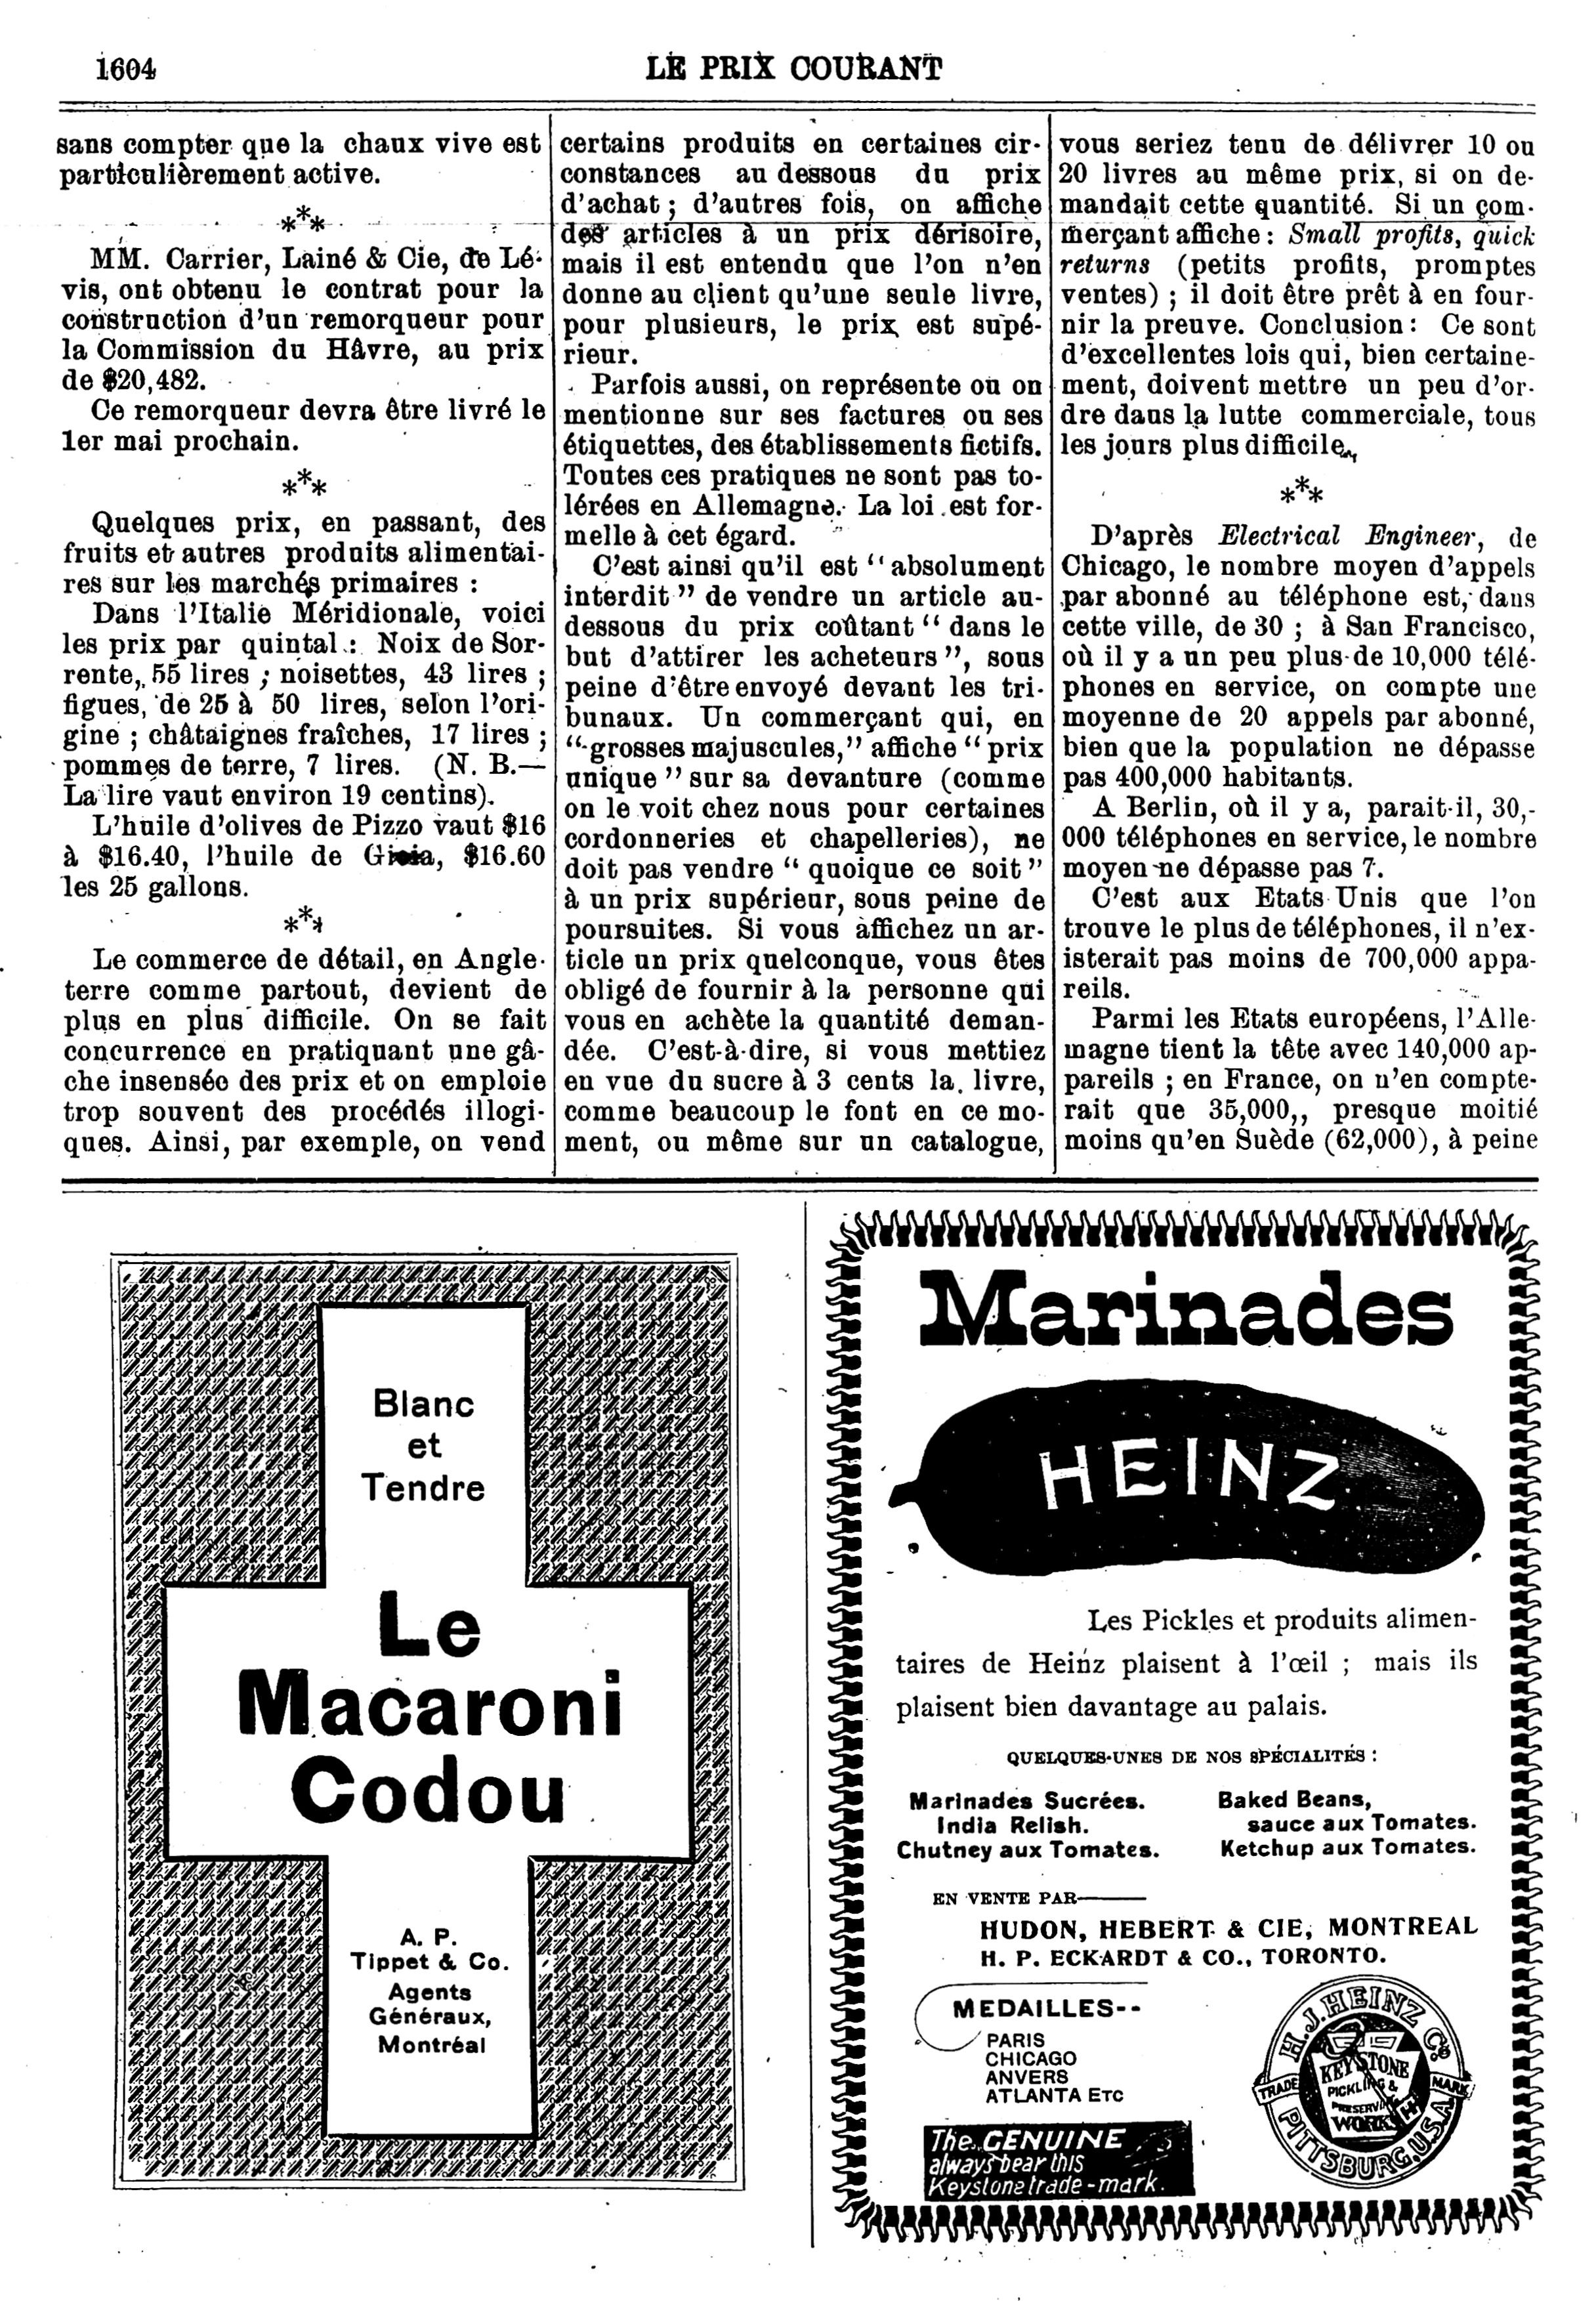 1604
LE PRIX COURANT
sans compter que la chaux vive est
particulièrement active.
***
MM. Carrier, Lainé & Cie, de Lé-
vis, ont obtenu le contrat pour la
construction d'un remorqueur pour
la Commission du Hâvre, au prix
de $20,482.
Ce remorqueur devra être livré le
1er mai prochain.
***
Quelques prix, en passant, des
fruits et autres produits alimentai-
res sur les marchés primaires :
Dans l'Italie Méridionale, voici
les prix par quintal : Noix de Sor-
rente, 55 lires ; noisettes, 43 lires ;
figues, de 25 à 50 lires, selon l'ori-
gine ; châtaignes fraîches, 17 lires ;
pommes de terre, 7 lires. (N. B.—
La lire vaut environ 19 centins).
L'huile d'olives de Pizzo vaut $16
à $16.40, l'huile de Gioia, $16.60
les 25 gallons.
***
Le commerce de détail, en Angle-
terre comme partout, devient de
plus en plus difficile. On se fait
concurrence en pratiquant une gâ-
che insensée des prix et on emploie
trop souvent des procédés illogi-
ques. Ainsi, par exemple, on vend
certains produits en certaines cir-
constances au dessous du prix
d'achat ; d'autres fois, on affiche
des articles à un prix dérisoire,
mais il est entendu que l'on n'en
donne au client qu'une seule livre,
pour plusieurs, le prix est supé-
rieur.
Parfois aussi, on représente ou on
mentionne sur ses factures ou ses
étiquettes, des établissements fictifs.
Toutes ces pratiques ne sont pas to-
lérées en Allemagne. La loi est for-
melle à cet égard.
C'est ainsi qu'il est " absolument
interdit " de vendre un article au-
dessous du prix coûtant " dans le
but d'attirer les acheteurs ", sous
peine d'être envoyé devant les tri-
bunaux. Un commerçant qui, en
" grosses majuscules," affiche " prix
unique " sur sa devanture (comme
on le voit chez nous pour certaines
cordonneries et chapelleries), ne
doit pas vendre " quoique ce soit "
à un prix supérieur, sous peine de
poursuites. Si vous affichez un ar-
ticle un prix quelconque, vous êtes
obligé de fournir à la personne qui
vous en achète la quantité deman-
dée. C'est-à-dire, si vous mettiez
en vue du sucre à 3 cents la livre,
comme beaucoup le font en ce mo-
ment, ou même sur un catalogue,
vous seriez tenu de délivrer 10 ou
20 livres au même prix, si on de-
mandait cette quantité. Si un com-
merçant affiche : Small profits, quick
returns (petits profits, promptes
ventes) ; il doit être prêt à en four-
nir la preuve. Conclusion : Ce sont
d'excellentes lois qui, bien certaine-
ment, doivent mettre un peu d'or-
dre dans la lutte commerciale, tous
les jours plus difficile.
***
D'après Electrical Engineer, de
Chicago, le nombre moyen d'appels
par abonné au téléphone est, dans
cette ville, de 30 ; à San Francisco,
où il y a un peu plus de 10,000 télé-
phones en service, on compte une
moyenne de 20 appels par abonné,
bien que la population ne dépasse
pas 400,000 habitants.
A Berlin, où il y a, parait-il, 30,-
000 téléphones en service, le nombre
moyen ne dépasse pas 7.
C'est aux Etats Unis que l'on
trouve le plus de téléphones, il n'ex-
isterait pas moins de 700,000 appa-
reils.
Parmi les Etats européens, l'Alle-
magne tient la tête avec 140,000 ap-
pareils ; en France, on n'en compte-
rait que 35,000,, presque moitié
moins qu'en Suède (62,000), à peine
Blanc
et
Tendre
Le
Macaroni
Codou
A. P.
Tippet & Co.
Agents
Généraux,
Montréal
Marinades
HEINZ
Les Pickles et produits alimen-
taires de Heinz plaisent à l'œil ; mais ils
plaisent bien davantage au palais.
QUELQUES-UNES DE NOS SPÉCIALITÉS :
Marinades Sucrées.
India Relish.
Chutney aux Tomates.
Baked Beans,
sauce aux Tomates.
Ketchup aux Tomates.
EN VENTE PAR——
HUDON, HEBERT & CIE, MONTREAL
H. P. ECKARDT & CO., TORONTO.
MEDAILLES--
PARIS
CHICAGO
ANVERS
ATLANTA ETC
The GENUINE
always bear this
Keystone trade-mark.
H. J. HEINZ Co
KEYSTONE
PICKLING &
PRESERVING
WORKS
TRADE MARK
PITTSBURG, U.S.A.